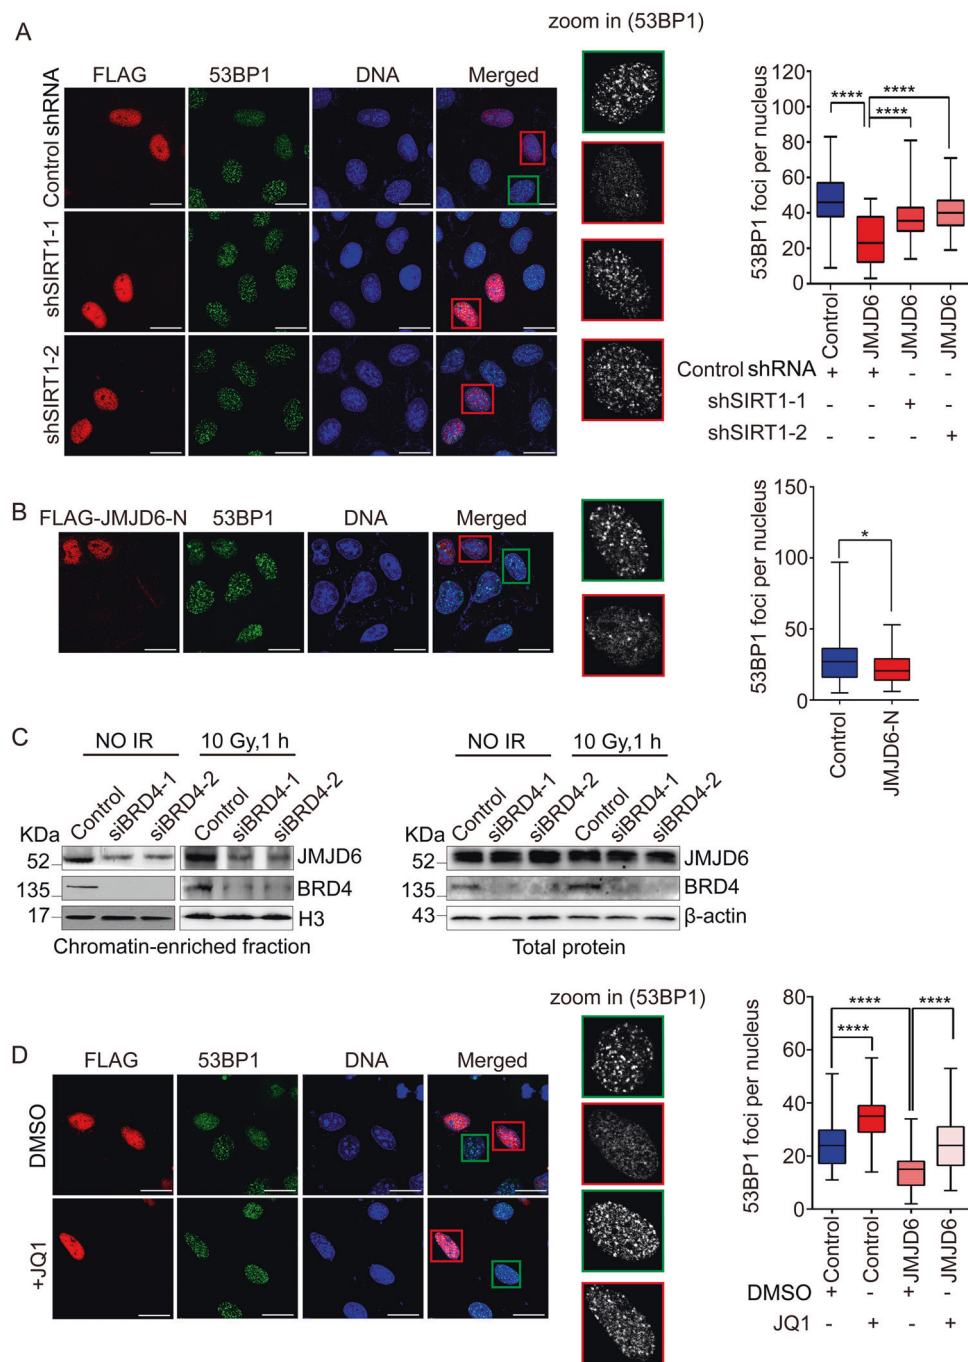 A
zoom in (53BP1)
FLAG 53BP1 DNA Merged
Control shRNA
shSIRT1-1
shSIRT1-2
53BP1 foci per nucleus
120
100
80
60
40
20
0
**** **** ****
Control JMJD6 JMJD6 JMJD6
Control shRNA + + - -
shSIRT1-1 - - + -
shSIRT1-2 - - - +
B
FLAG-JMJD6-N 53BP1 DNA Merged
53BP1 foci per nucleus
150
100
50
0
*
Control JMJD6-N
C
NO IR 10 Gy,1 h
Control siBRD4-1 siBRD4-2 Control siBRD4-1 siBRD4-2
KDa
52 JMJD6
135 BRD4
17 H3
Chromatin-enriched fraction
NO IR 10 Gy,1 h
Control siBRD4-1 siBRD4-2 Control siBRD4-1 siBRD4-2
KDa
52 JMJD6
135 BRD4
43 β-actin
Total protein
D
zoom in (53BP1)
FLAG 53BP1 DNA Merged
DMSO
+JQ1
53BP1 foci per nucleus
80
60
40
20
0
**** **** ****
Control Control JMJD6 JMJD6
DMSO + - + -
JQ1 - + - +